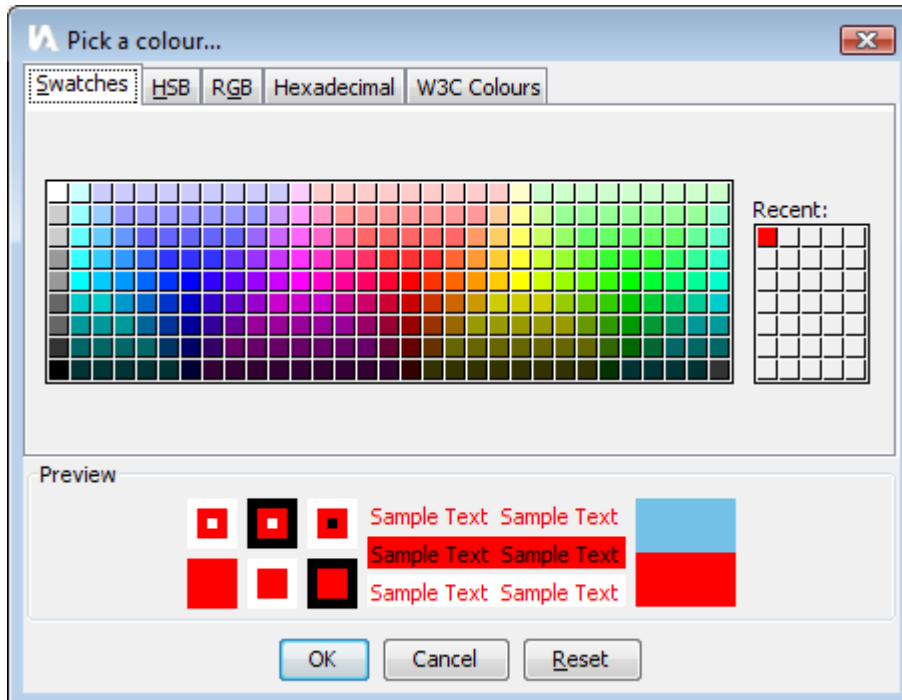 Pick a colour...
Swatches HSB RGB Hexadecimal W3C Colours
Recent:
Preview
Sample Text Sample Text
Sample Text Sample Text
Sample Text Sample Text
OK Cancel Reset